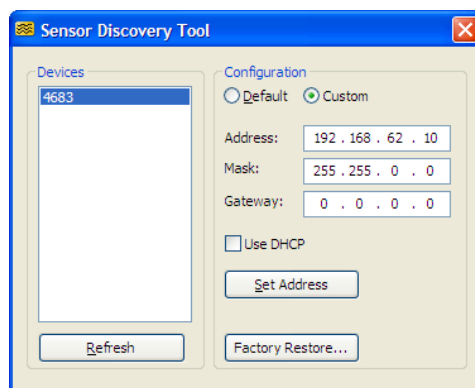 Sensor Discovery Tool
Devices
4683
Refresh
Configuration
Default Custom
Address: 192 . 168 . 62 . 10
Mask: 255 . 255 . 0 . 0
Gateway: 0 . 0 . 0 . 0
Use DHCP
Set Address
Factory Restore...